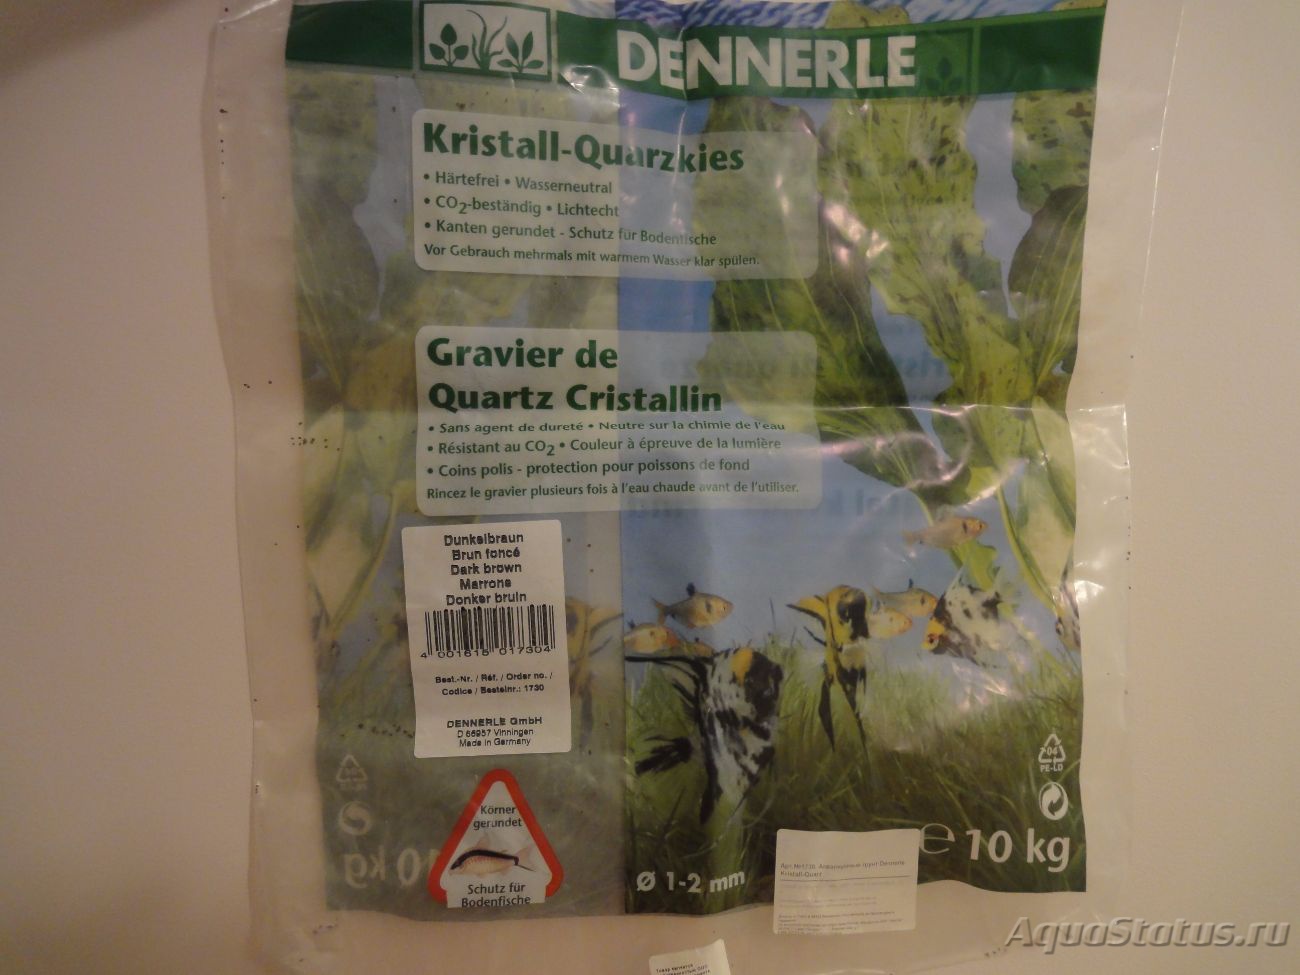 DENNERLE
Kristall-Quarzkies
• Härtefrei • Wasserneutral
• CO2-beständig • Lichtecht
• Kanten gerundet - Schutz für Bodenfische
Vor Gebrauch mehrmals mit warmem Wasser klar spülen.
Gravier de
Quartz Cristallin
• Sans agent de dureté • Neutre sur la chimie de l'eau
• Résistant au CO2 • Couleur à épreuve de la lumière
• Coins polis - protection pour poissons de fond
Rincez le gravier plusieurs fois à l'eau chaude avant de l'utiliser.
Dunkelbraun
Brun foncé
Dark brown
Marrone
Donker bruin
4 001615 017304
Best.-Nr. / Réf. / Order no. /
Codice / Bestelnr.: 1730
DENNERLE GmbH
D 66957 Vinningen
Made in Germany
Körner
gerundet
Schutz für
Bodenfische
Ø 1-2 mm
04
PE-LD
e 10 kg
10 kg
Kristall-Quart
AquaStatus.ru